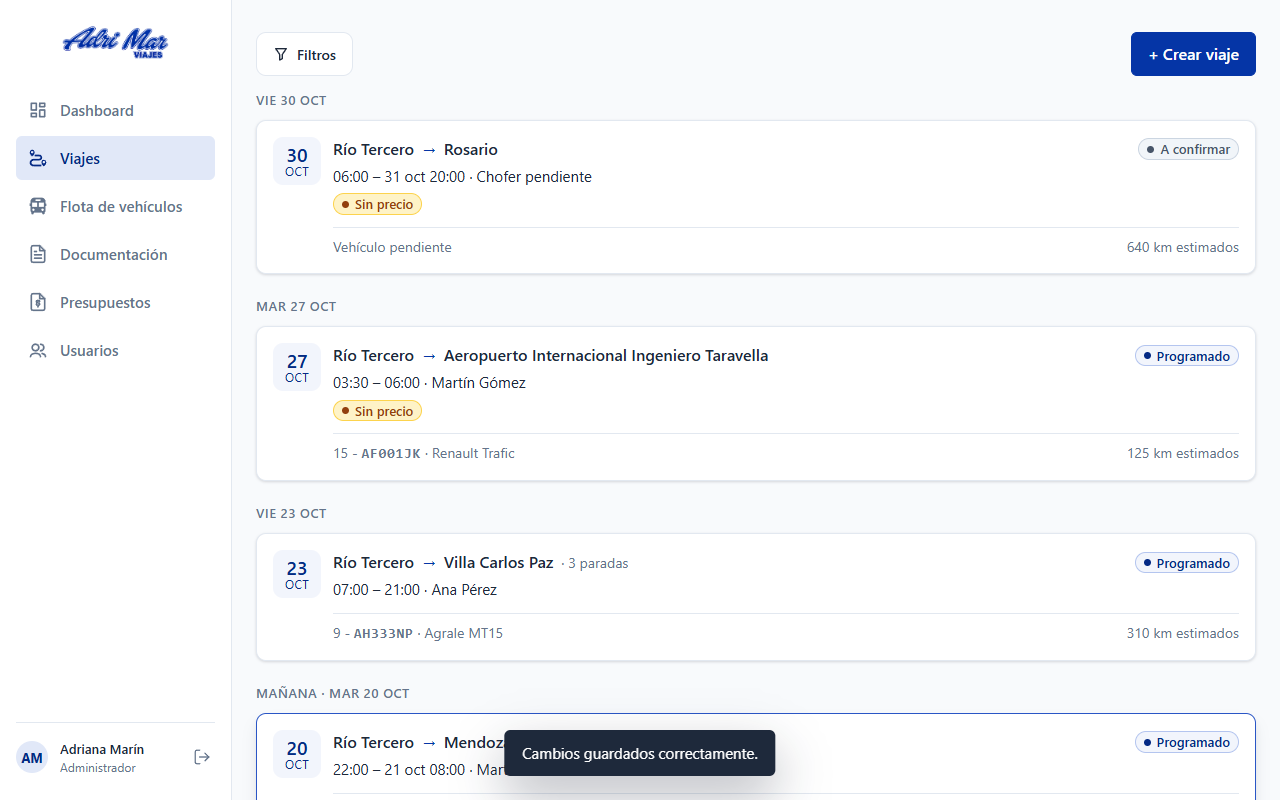 Adri Mar
VIAJES
Dashboard
Viajes
Flota de vehículos
Documentación
Presupuestos
Usuarios
AM
Adriana Marín
Administrador
Filtros
+ Crear viaje
VIE 30 OCT
30
OCT
Río Tercero → Rosario
A confirmar
06:00 – 31 oct 20:00 · Chofer pendiente
Sin precio
Vehículo pendiente
640 km estimados
MAR 27 OCT
27
OCT
Río Tercero → Aeropuerto Internacional Ingeniero Taravella
Programado
03:30 – 06:00 · Martín Gómez
Sin precio
15 - AF001JK · Renault Trafic
125 km estimados
VIE 23 OCT
23
OCT
Río Tercero → Villa Carlos Paz · 3 paradas
Programado
07:00 – 21:00 · Ana Pérez
9 - AH333NP · Agrale MT15
310 km estimados
MAÑANA · MAR 20 OCT
20
OCT
Río Tercero →
Programado
22:00 – 21 oct 08:00 ·
Cambios guardados correctamente.